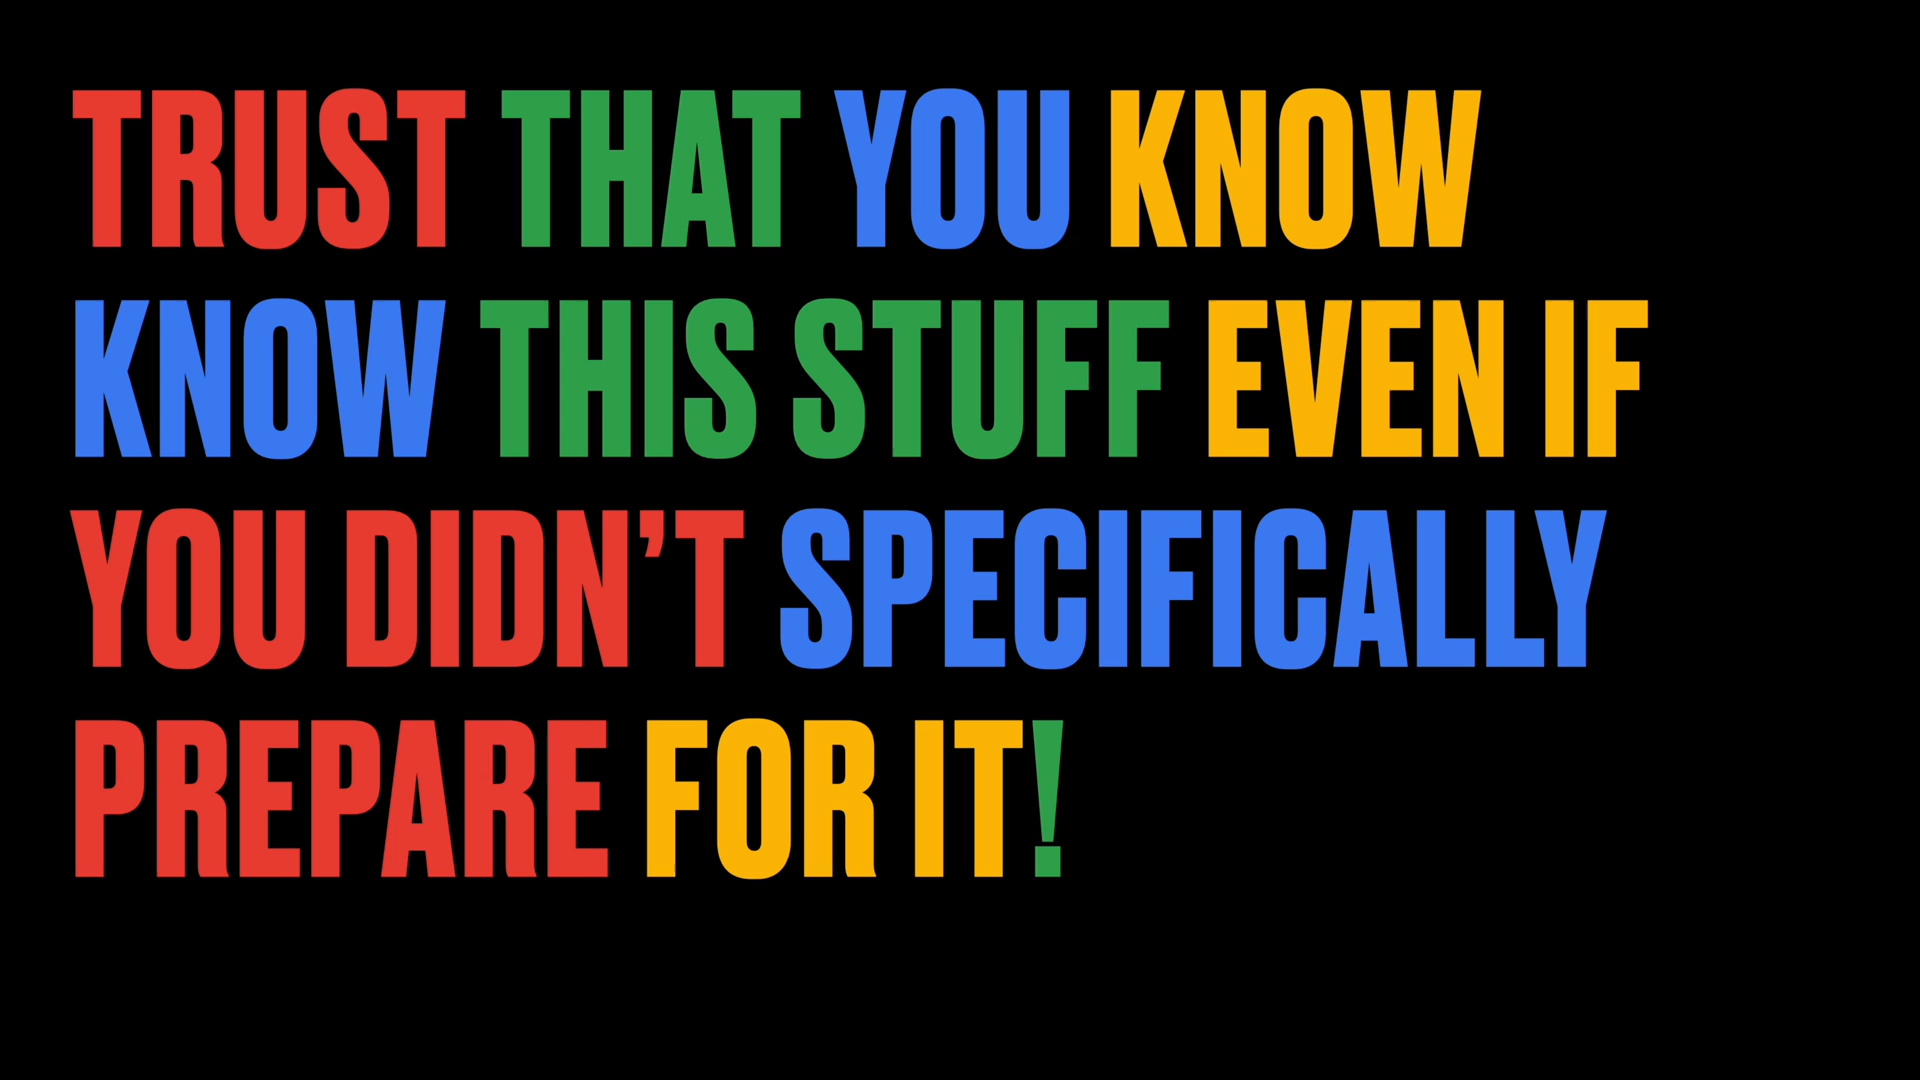 TRUST THAT YOU KNOW
KNOW THIS STUFF EVEN IF
YOU DIDN’T SPECIFICALLY
PREPARE FOR IT!